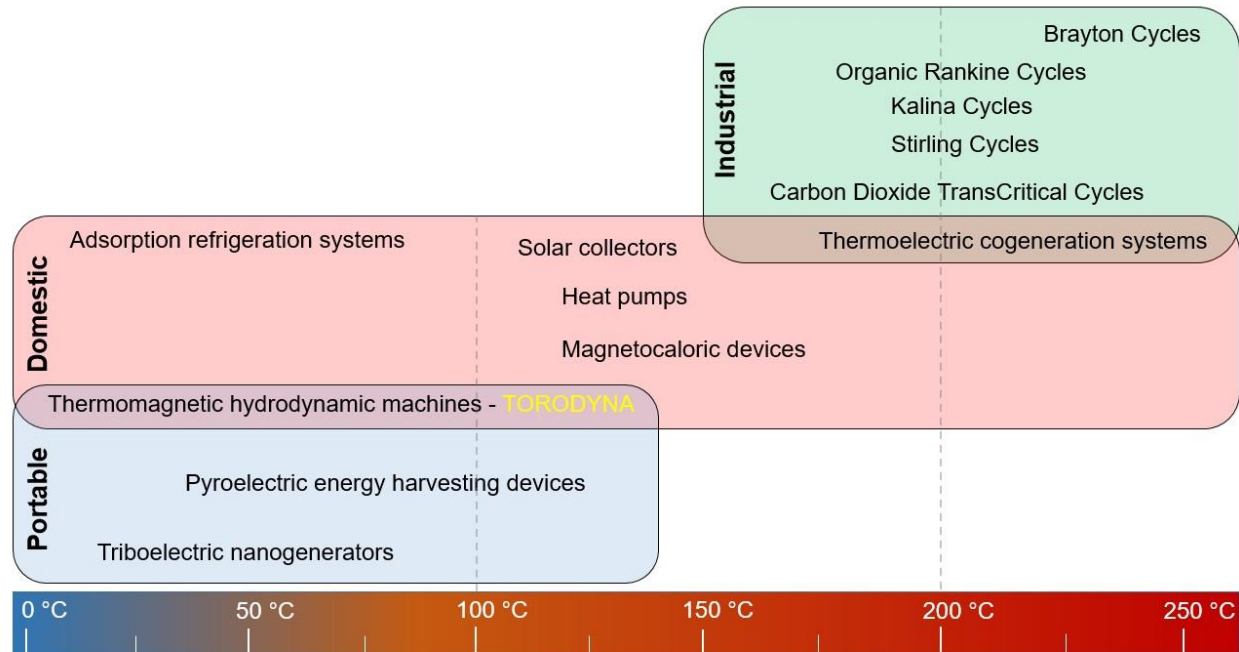 Brayton Cycles
Organic Rankine Cycles
Kalina Cycles
Stirling Cycles
Carbon Dioxide TransCritical Cycles
Industrial
Adsorption refrigeration systems
Solar collectors
Thermoelectric cogeneration systems
Heat pumps
Magnetocaloric devices
Domestic
Thermomagnetic hydrodynamic machines - TORODYNA
Pyroelectric energy harvesting devices
Triboelectric nanogenerators
Portable
0 °C 50 °C 100 °C 150 °C 200 °C 250 °C